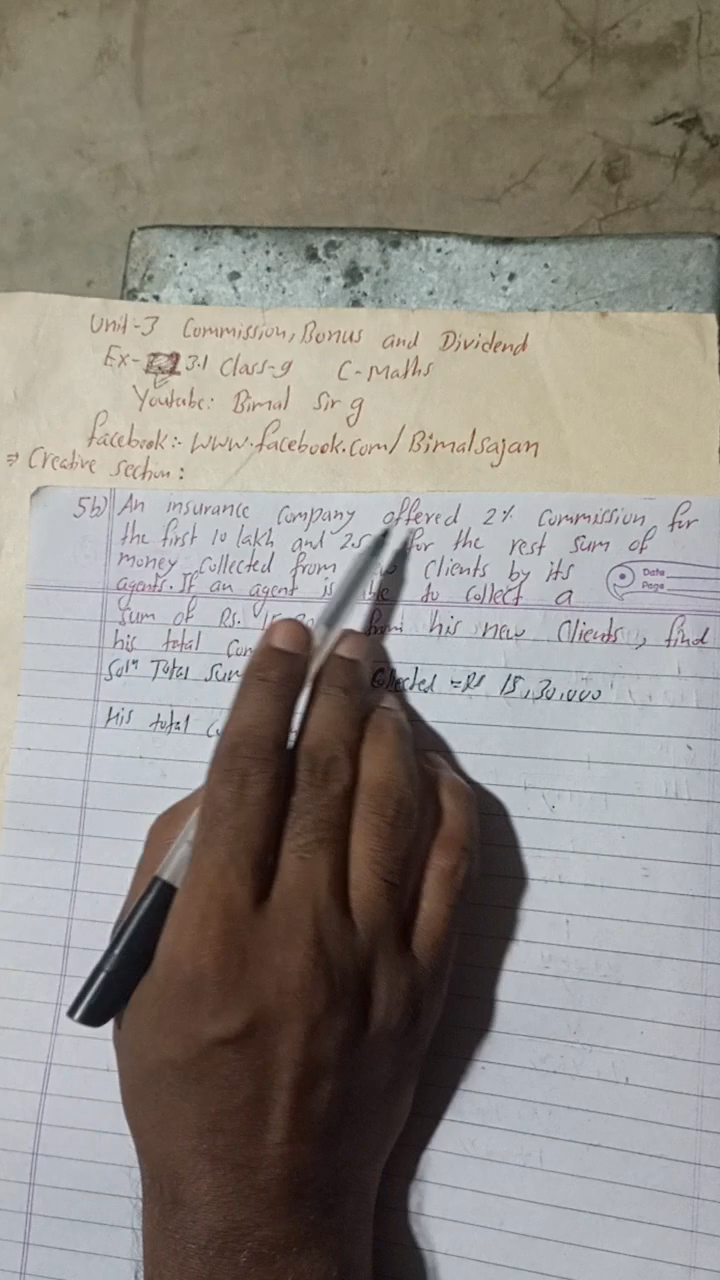 Unit-3 Commission, Bonus and Dividend
Ex- 3.1 Class-9 C-Maths
Youtube: Bimal Sir g
facebook:- www.facebook.com/Bimalsajan
⇒ Creative section:
5b) An insurance Company offered 2% Commission for
the first 10 lakh and 2.5 for the rest sum of
money collected from Clients by its
agents. If an agent is to collect a
Sum of Rs. from his new Clients, find
his total
Solⁿ Total Sum Collected = Rs 15,30,000
His total
Date
Page